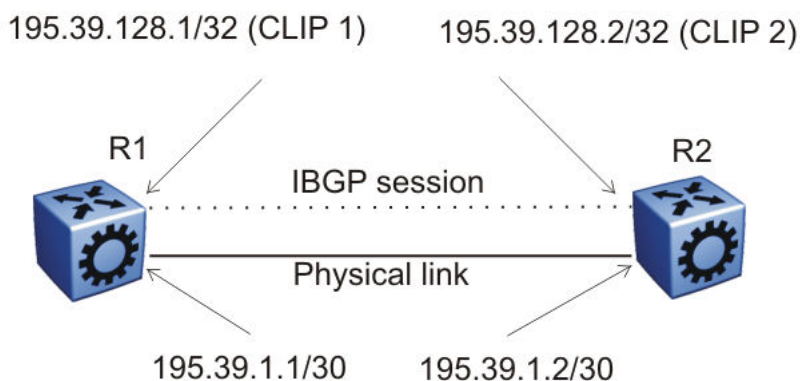 195.39.128.1/32 (CLIP 1)
195.39.128.2/32 (CLIP 2)
R1
R2
IBGP session
Physical link
195.39.1.1/30
195.39.1.2/30